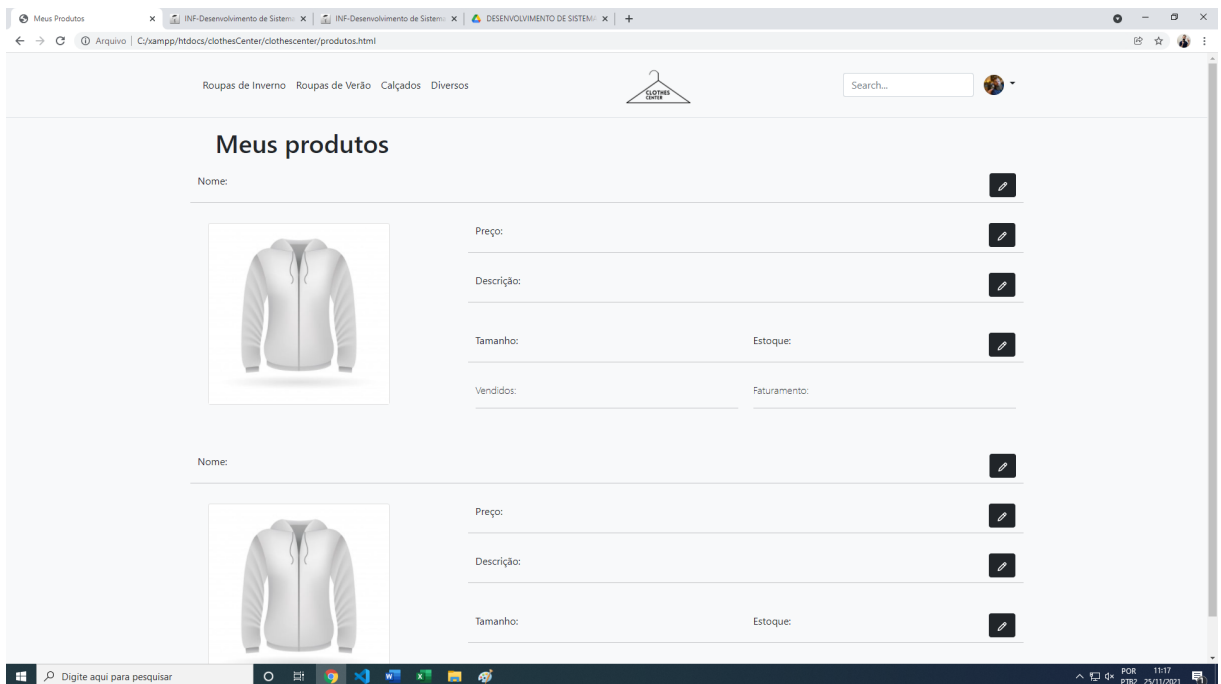 Meus Produtos
INF-Desenvolvimento de Sistema
INF-Desenvolvimento de Sistema
DESENVOLVIMENTO DE SISTEMA
Arquivo | C:/xampp/htdocs/clothesCenter/clothescenter/produtos.html
Roupas de Inverno Roupas de Verão Calçados Diversos
CLOTHES
CENTER
Search...
Meus produtos
Nome:
Preço:
Descrição:
Tamanho: Estoque:
Vendidos: Faturamento:
Nome:
Preço:
Descrição:
Tamanho: Estoque:
Digite aqui para pesquisar
POR 11:17
PTB2 25/11/2021